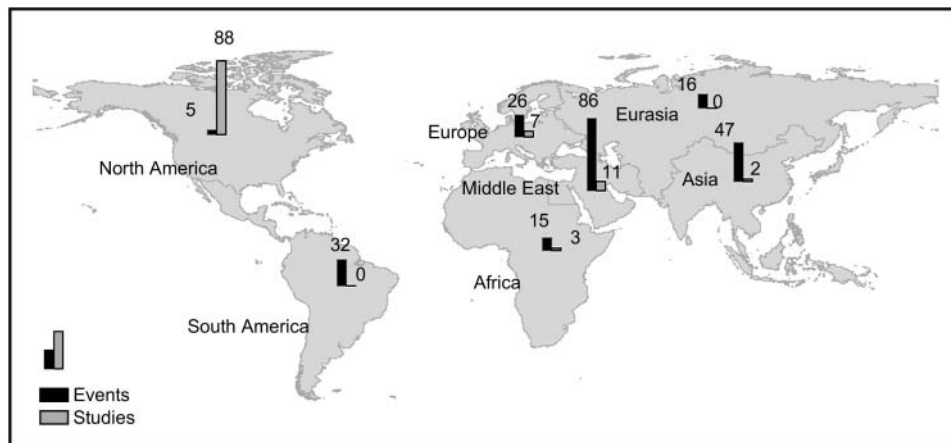 88
5
North America
26
7
Europe
86
11
Middle East
16
0
Eurasia
47
2
Asia
15
3
Africa
32
0
South America
Events
Studies